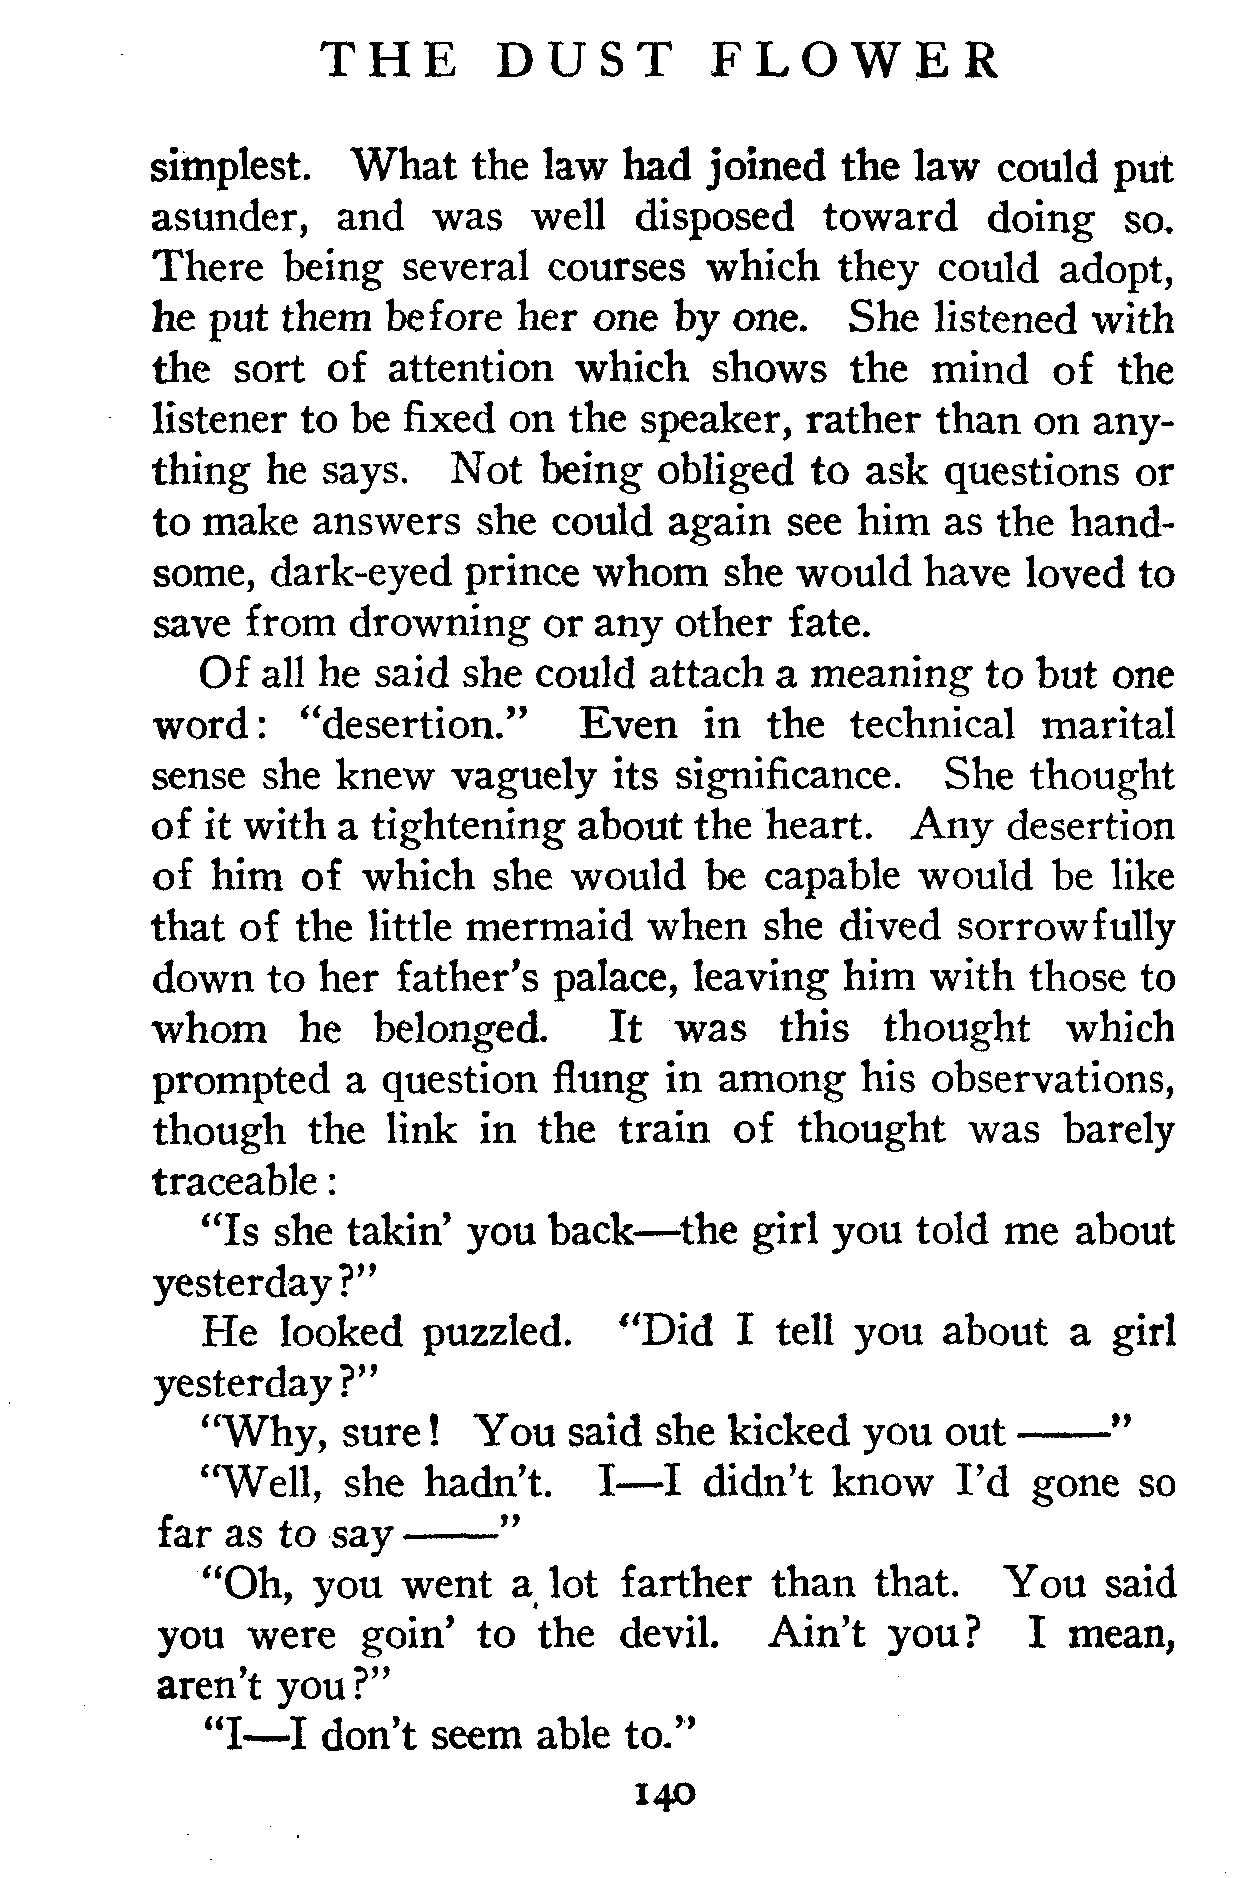 THE DUST FLOWER
simplest. What the law had joined the law could put
asunder, and was well disposed toward doing so.
There being several courses which they could adopt,
he put them before her one by one. She listened with
the sort of attention which shows the mind of the
listener to be fixed on the speaker, rather than on any-
thing he says. Not being obliged to ask questions or
to make answers she could again see him as the hand-
some, dark-eyed prince whom she would have loved to
save from drowning or any other fate.
Of all he said she could attach a meaning to but one
word: “desertion.” Even in the technical marital
sense she knew vaguely its significance. She thought
of it with a tightening about the heart. Any desertion
of him of which she would be capable would be like
that of the little mermaid when she dived sorrowfully
down to her father’s palace, leaving him with those to
whom he belonged. It was this thought which
prompted a question flung in among his observations,
though the link in the train of thought was barely
traceable:
“Is she takin’ you back—the girl you told me about
yesterday?”
He looked puzzled. “Did I tell you about a girl
yesterday?”
“Why, sure! You said she kicked you out ——”
“Well, she hadn’t. I—I didn’t know I’d gone so
far as to say ——”
“Oh, you went a lot farther than that. You said
you were goin’ to the devil. Ain’t you? I mean,
aren’t you?”
“I—I don’t seem able to.”
140